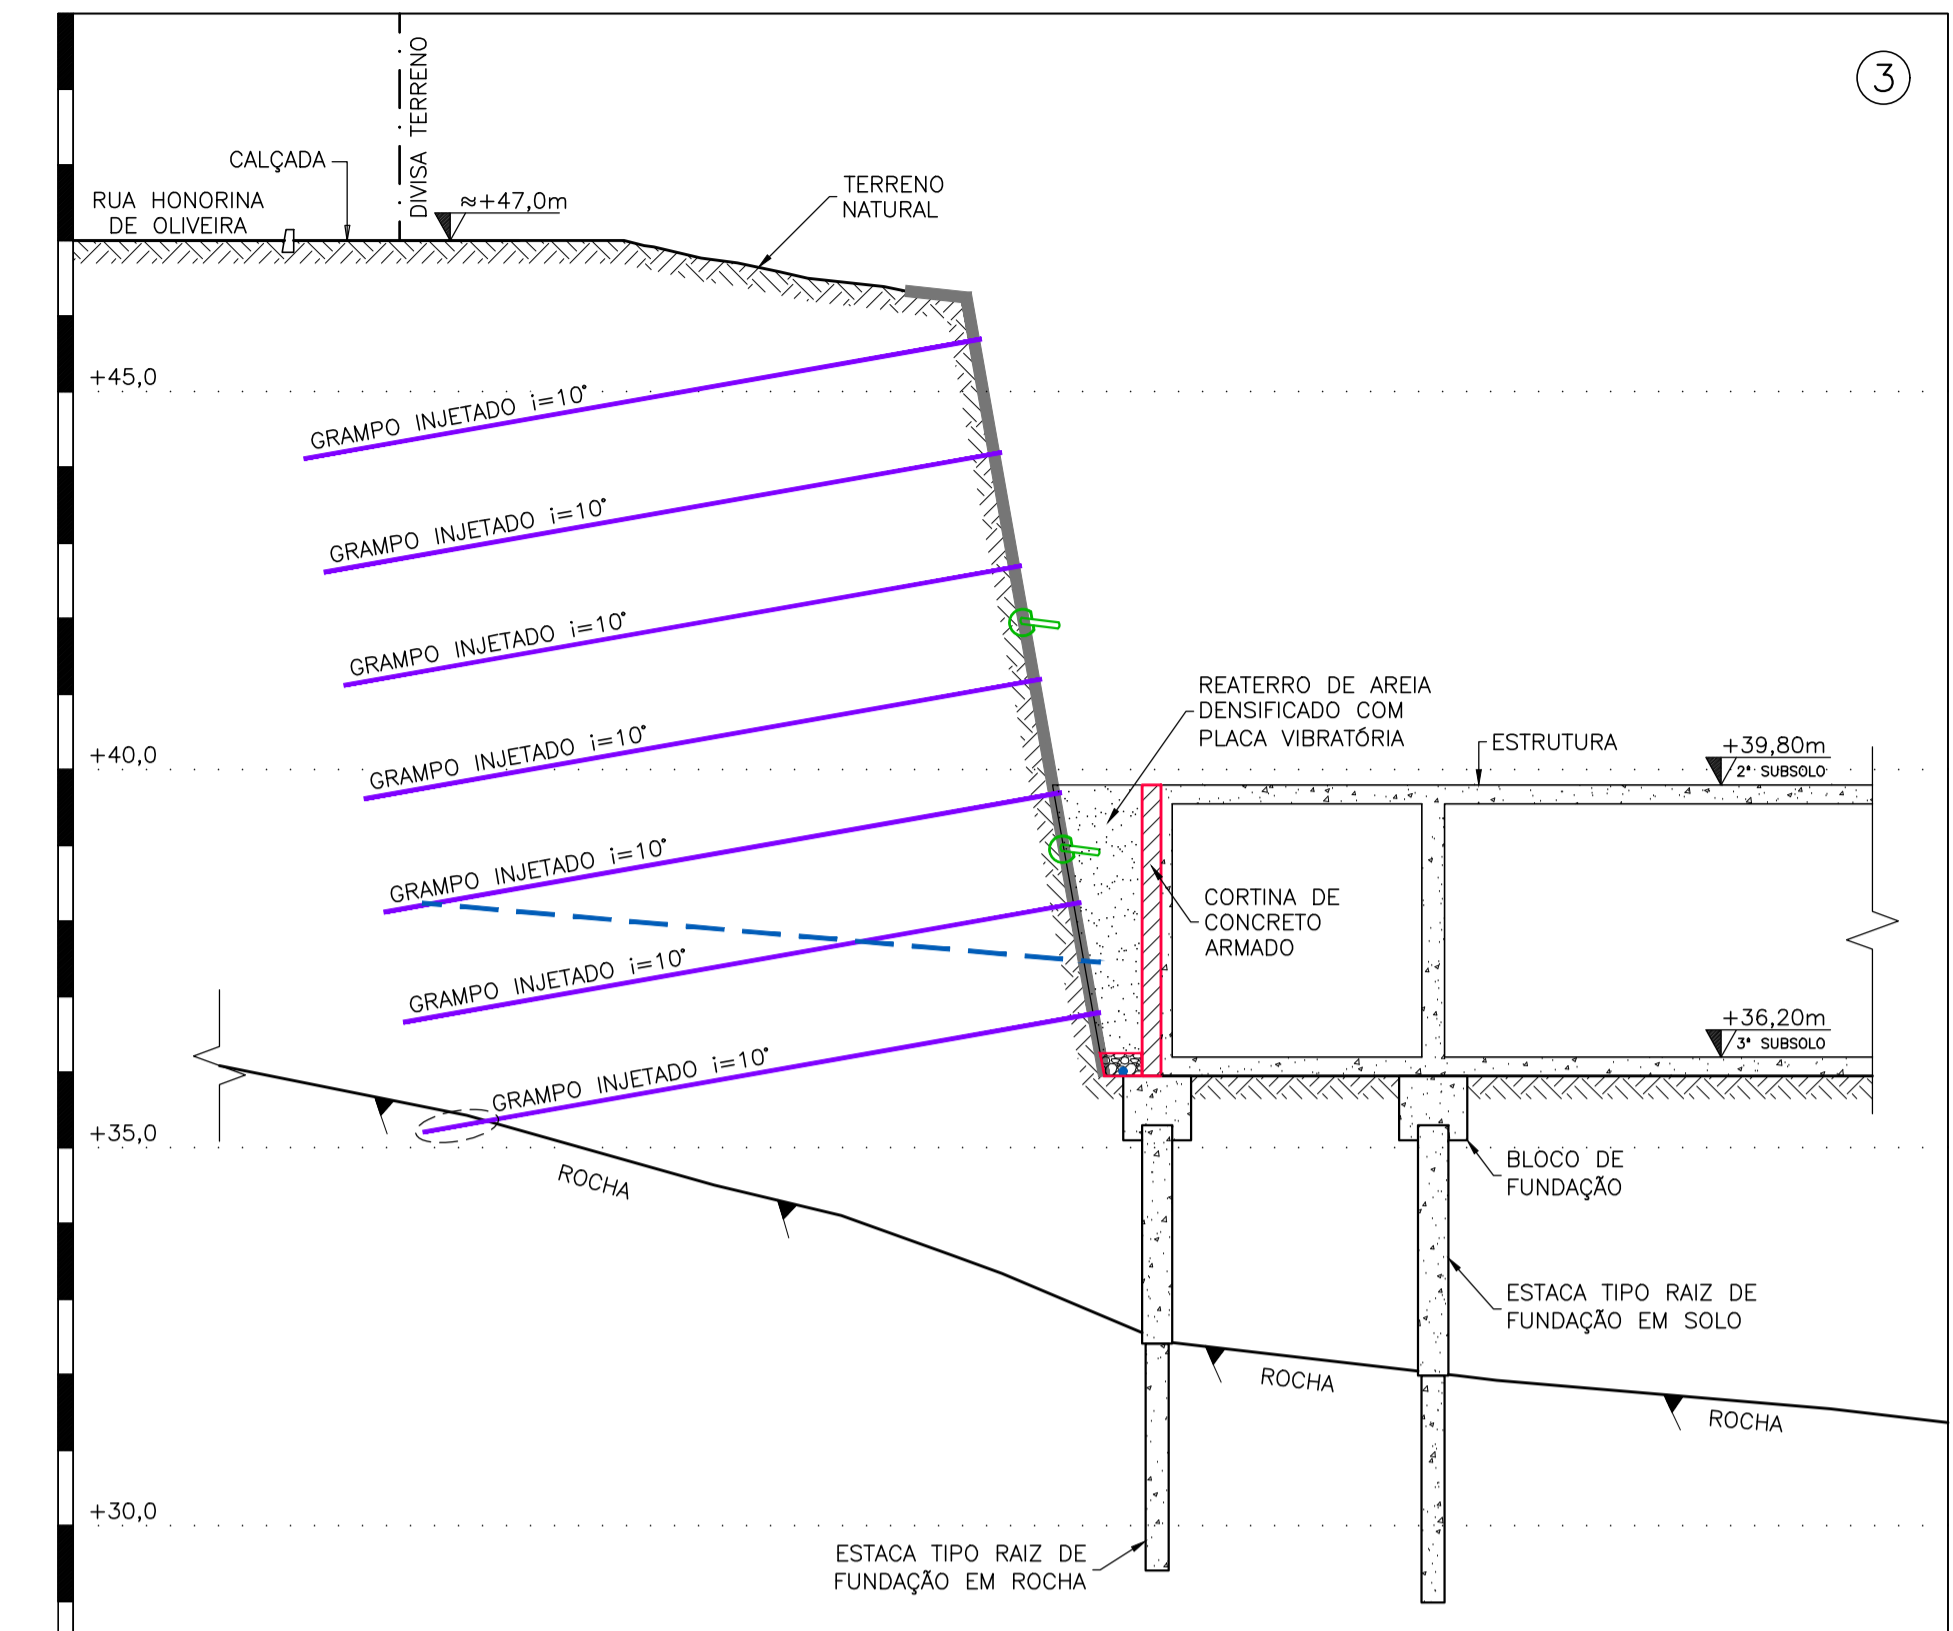 3
DIVISA TERRENO
CALÇADA
RUA HONORINA
DE OLIVEIRA
≈+47,0m
TERRENO
NATURAL
+45,0
GRAMPO INJETADO i=10°
GRAMPO INJETADO i=10°
GRAMPO INJETADO i=10°
REATERRO DE AREIA
DENSIFICADO COM
PLACA VIBRATÓRIA
ESTRUTURA
+39,80m
2° SUBSOLO
+40,0
GRAMPO INJETADO i=10°
GRAMPO INJETADO i=10°
CORTINA DE
CONCRETO
ARMADO
GRAMPO INJETADO i=10°
+36,20m
3° SUBSOLO
GRAMPO INJETADO i=10°
+35,0
ROCHA
BLOCO DE
FUNDAÇÃO
ESTACA TIPO RAIZ DE
FUNDAÇÃO EM SOLO
ROCHA
ROCHA
+30,0
ESTACA TIPO RAIZ DE
FUNDAÇÃO EM ROCHA